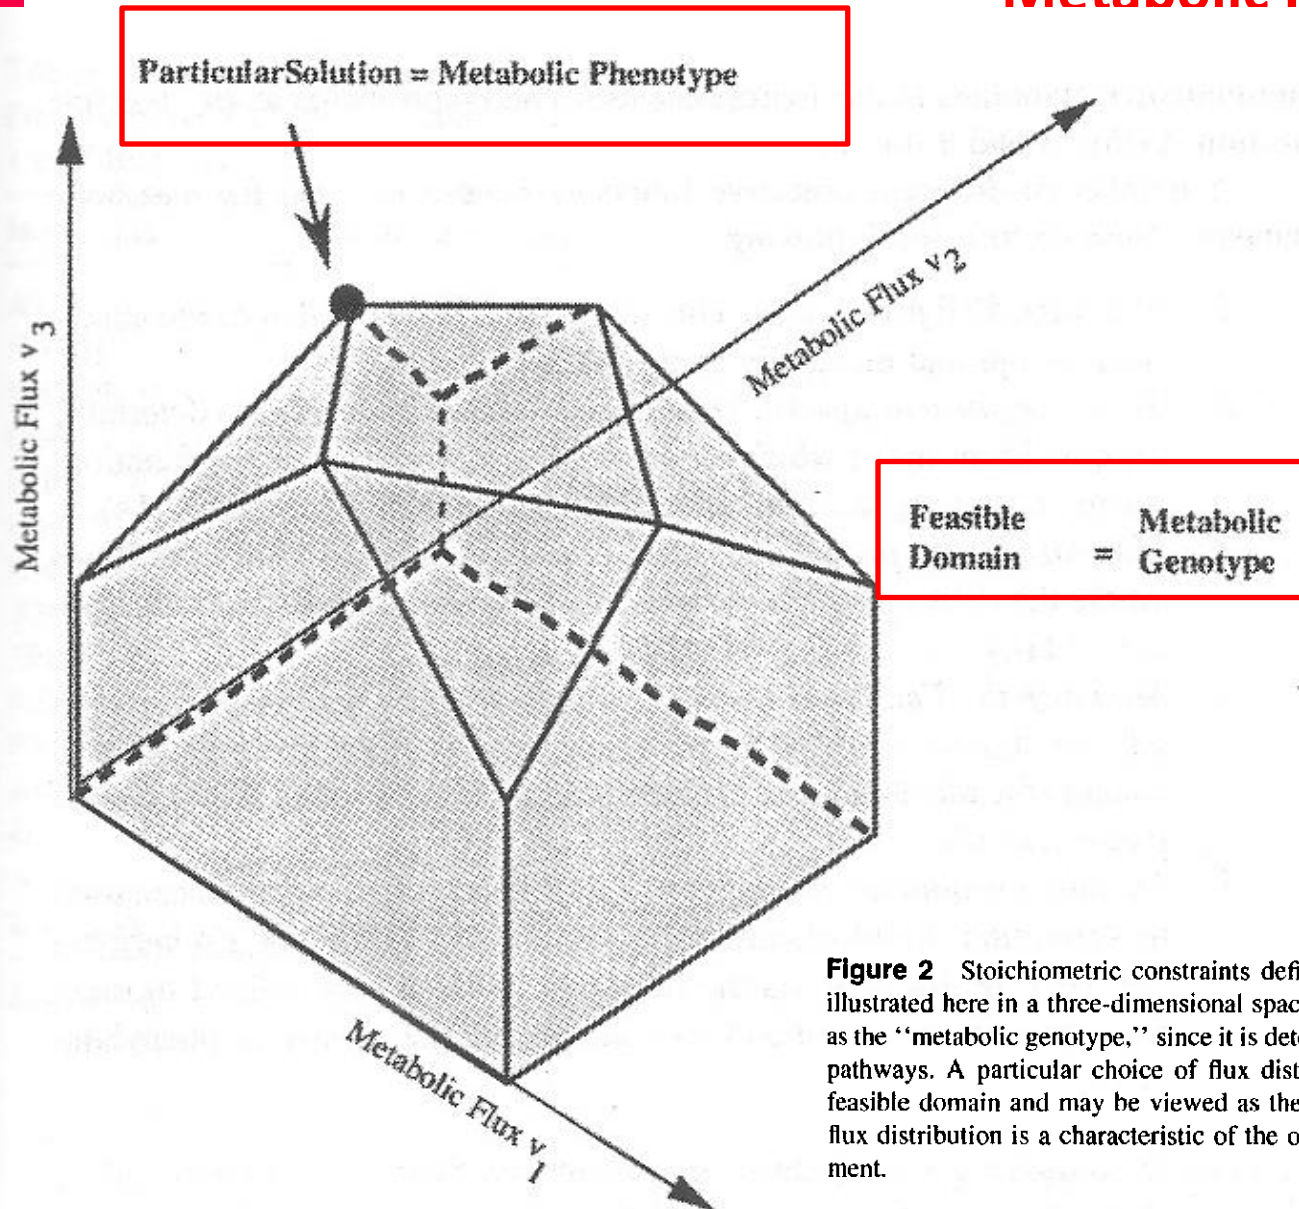 Metabolic
ParticularSolution = Metabolic Phenotype
Metabolic Flux v3
Metabolic Flux v2
Feasible Domain = Metabolic Genotype
Metabolic Flux v1
Figure 2 Stoichiometric constraints defi
illustrated here in a three-dimensional spac
as the "metabolic genotype," since it is dete
pathways. A particular choice of flux dist
feasible domain and may be viewed as the
flux distribution is a characteristic of the o
ment.